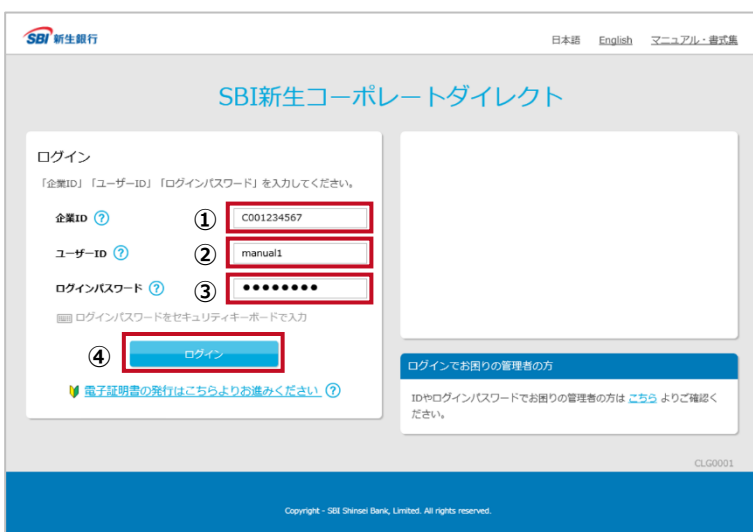 SBI 新生銀行
日本語 English マニュアル・書式集
SBI新生コーポレートダイレクト
ログイン
「企業ID」「ユーザーID」「ログインパスワード」を入力してください。
企業ID ? ① C001234567
ユーザーID ? ② manual1
ログインパスワード ? ③ ●●●●●●●●
ログインパスワードをセキュリティキーボードで入力
④ ログイン
電子証明書の発行はこちらよりお進みください ?
ログインでお困りの管理者の方
IDやログインパスワードでお困りの管理者の方は こちら よりご確認く
ださい。
CLG0001
Copyright - SBI Shinsei Bank, Limited. All rights reserved.